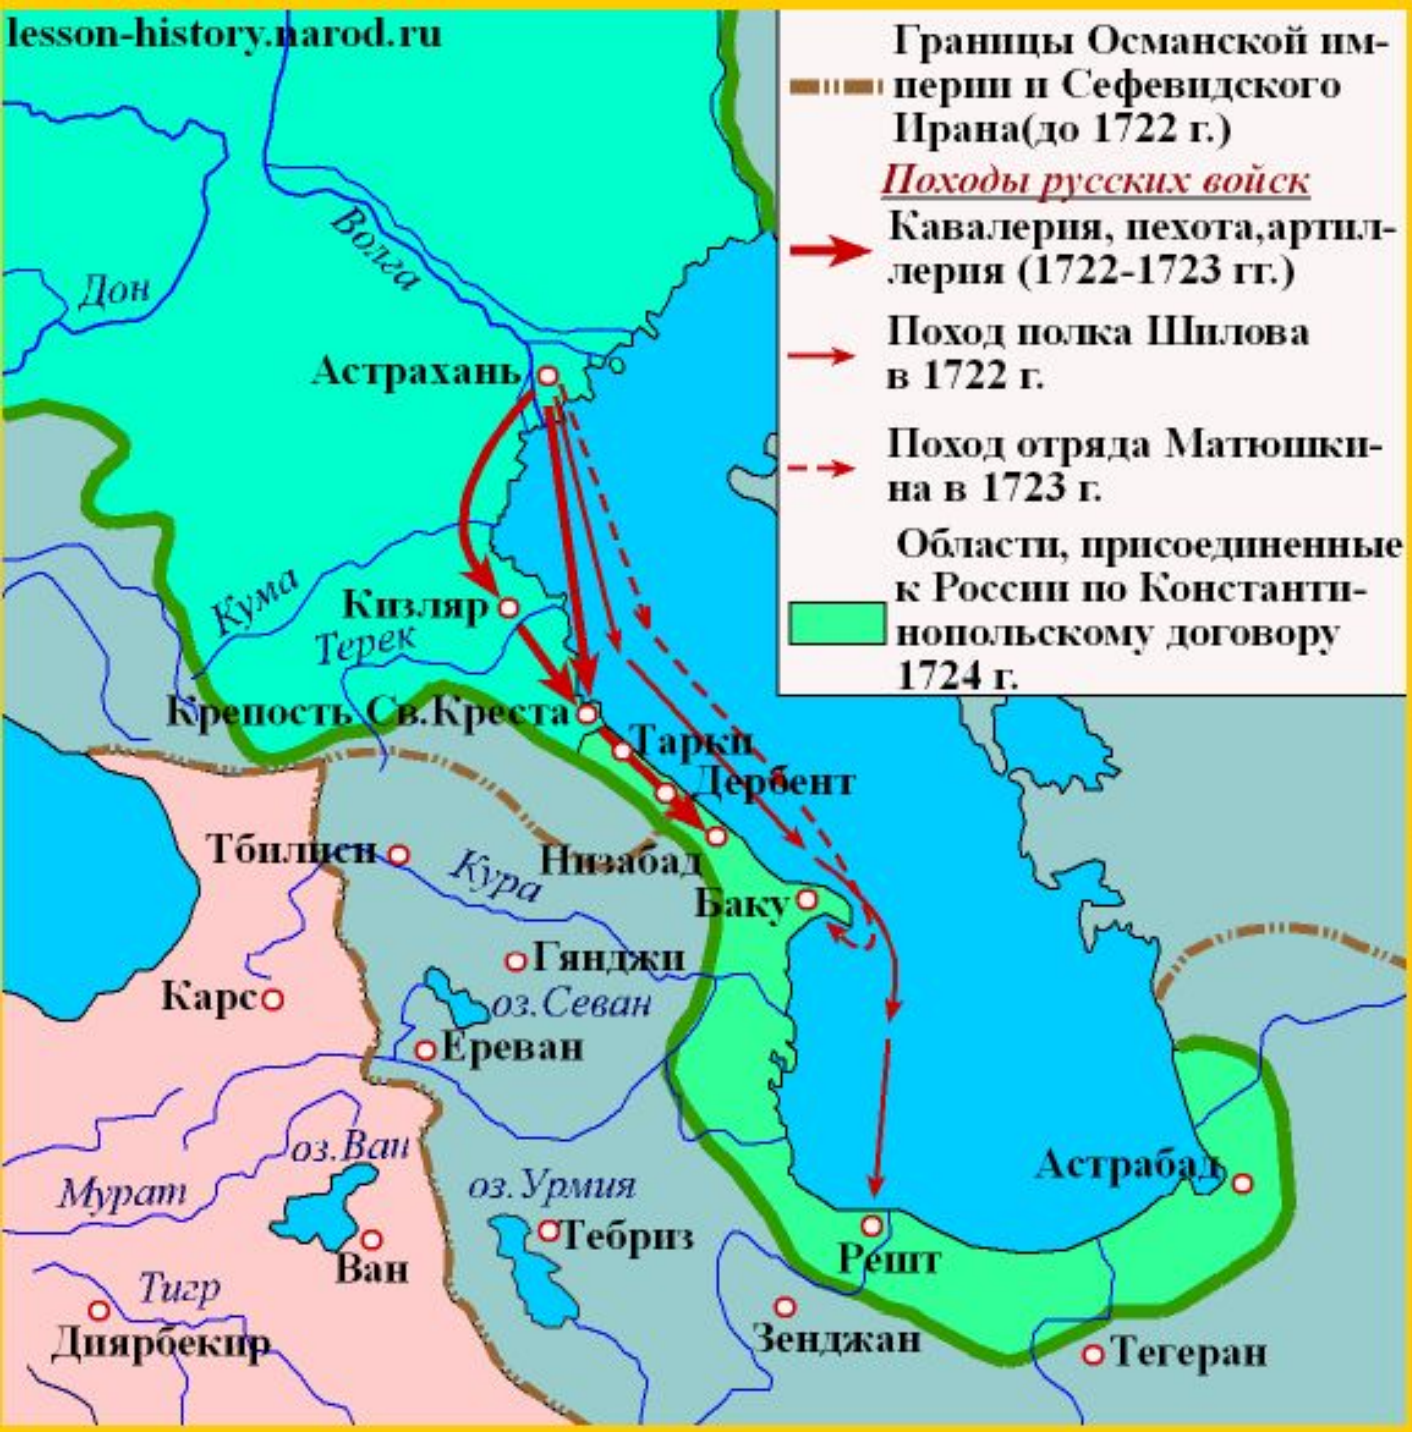 lesson-history.narod.ru
Границы Османской им-
перии и Сефевидского
Ирана(до 1722 г.)
Походы русских войск
Кавалерия, пехота,артил-
лерия (1722-1723 гг.)
Поход полка Шилова
в 1722 г.
Поход отряда Матюшки-
на в 1723 г.
Области, присоединенные
к России по Константи-
нопольскому договору
1724 г.
Волга
Дон
Астрахань
Кума
Кизляр
Терек
Крепость Св.Креста
Тарки
Дербент
Тбилиси
Низабад
Кура
Баку
Гянджи
Карс
оз.Севан
Ереван
оз.Ван
Астрабад
Мурат
оз.Урмия
Тебриз
Ван
Решт
Тигр
Диярбекир
Зенджан
Тегеран